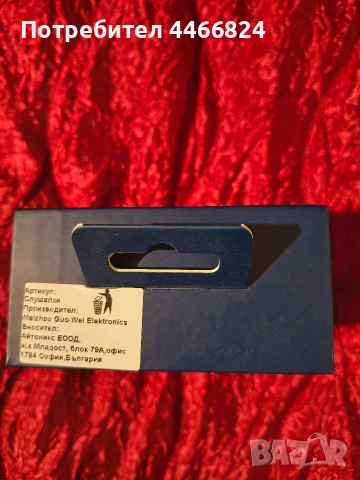 Потребител 4466824
Артикул:
Слушалки
Производител:
Meizhou Guo Wei Elektronics
Вносител:
Айтоникс ЕООД,
ж.к Младост, блок 79А,офис
1784 София,България
BAZAR